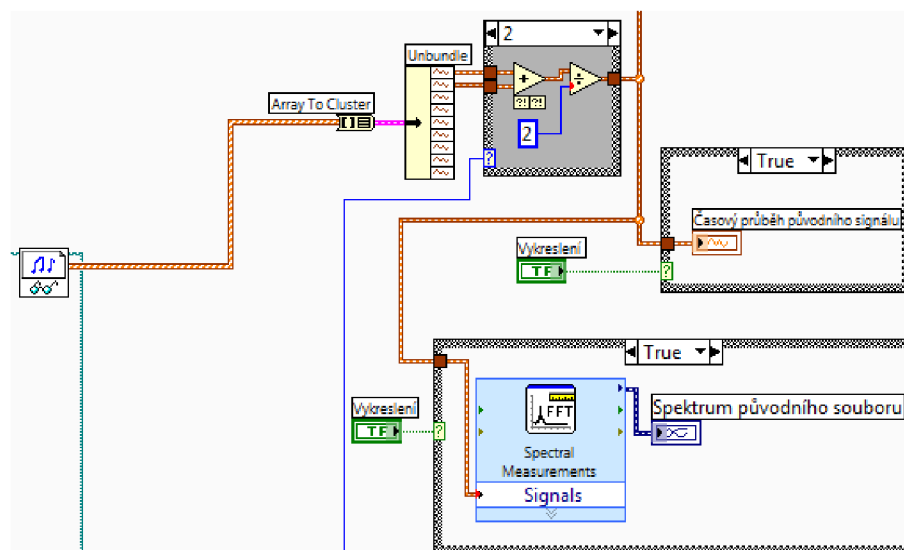 2
Unbundle
Array To Cluster
2
True
Časový průběh původního signálu
Vykreslení
TF
True
Vykreslení
TF
FFT
Spektrum původního souboru
Spectral
Measurements
Signals